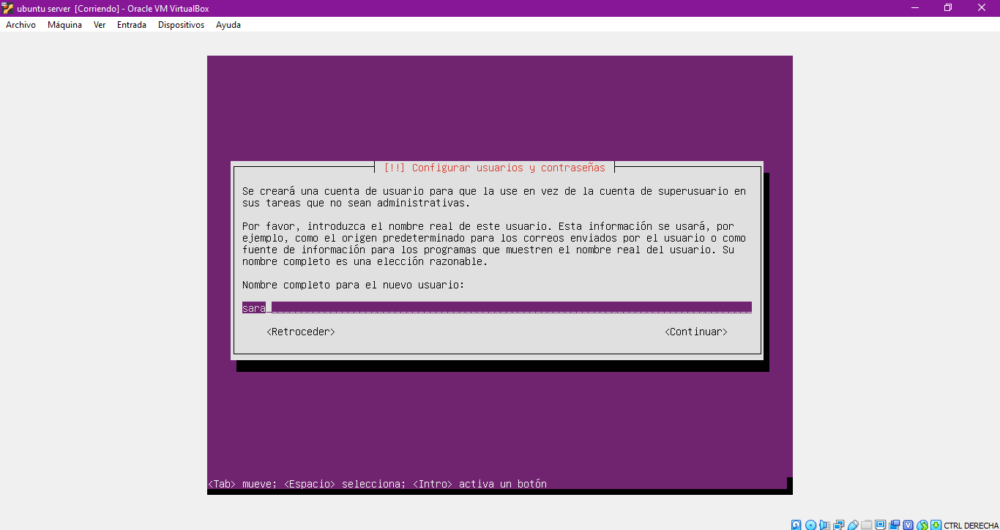 ubuntu server [Corriendo] - Oracle VM VirtualBox
Archivo Máquina Ver Entrada Dispositivos Ayuda
[!!] Configurar usuarios y contraseñas
Se creará una cuenta de usuario para que la use en vez de la cuenta de superusuario en
sus tareas que no sean administrativas.
Por favor, introduzca el nombre real de este usuario. Esta información se usará, por
ejemplo, como el origen predeterminado para los correos enviados por el usuario o como
fuente de información para los programas que muestren el nombre real del usuario. Su
nombre completo es una elección razonable.
Nombre completo para el nuevo usuario:
sara
<Retroceder> <Continuar>
<Tab> mueve; <Espacio> selecciona; <Intro> activa un botón
CTRL DERECHA